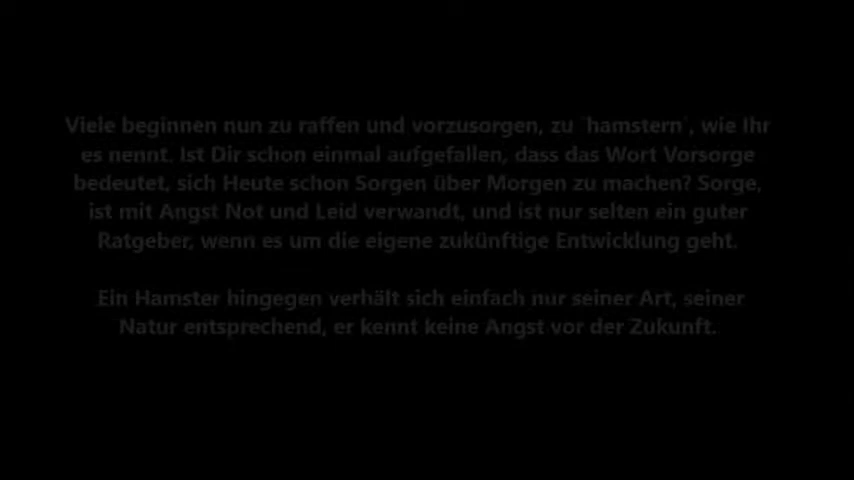 Viele beginnen nun zu raffen und vorzusorgen, zu `hamstern`, wie Ihr
es nennt. Ist Dir schon einmal aufgefallen, dass das Wort Vorsorge
bedeutet, sich Heute schon Sorgen über Morgen zu machen? Sorge,
ist mit Angst Not und Leid verwandt, und ist nur selten ein guter
Ratgeber, wenn es um die eigene zukünftige Entwicklung geht.
Ein Hamster hingegen verhält sich einfach nur seiner Art, seiner
Natur entsprechend, er kennt keine Angst vor der Zukunft.